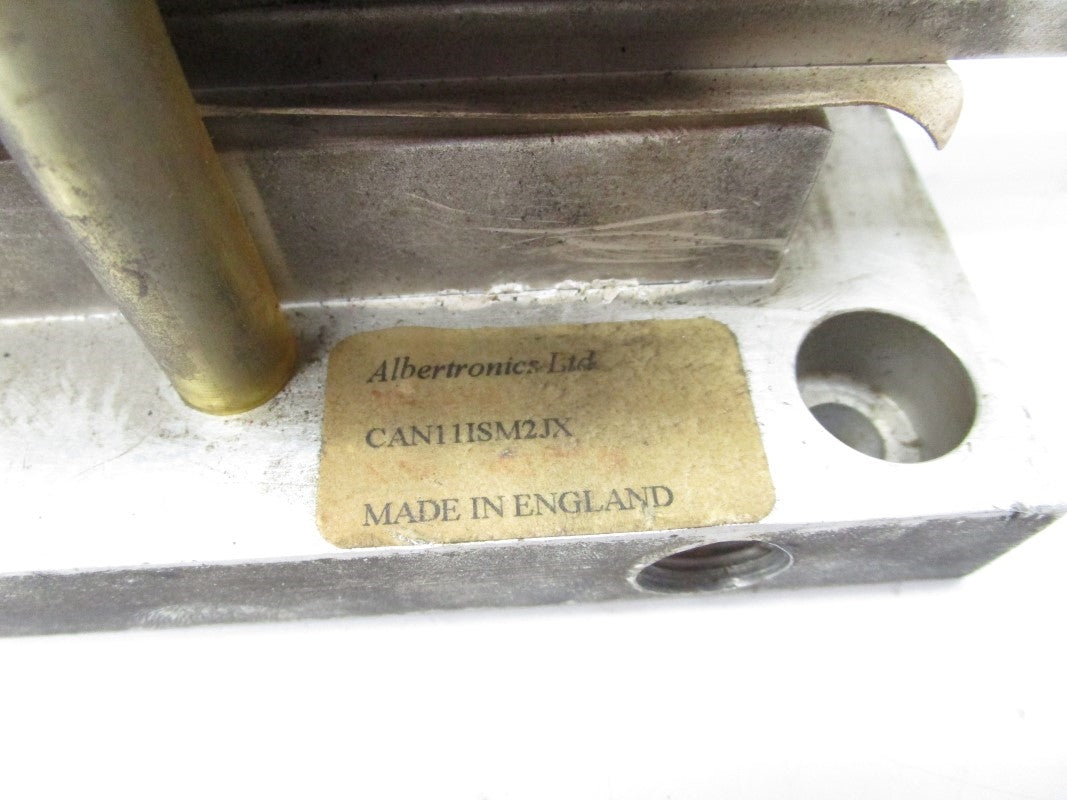 Albertronics Ltd
CAN11ISM2JX
MADE IN ENGLAND